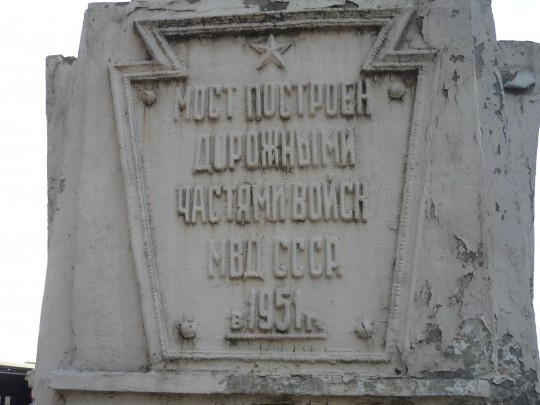 МОСТ ПОСТРОЕН
ДОРОЖНЫМИ
ЧАСТЯМИ ВОЙСК
МВД СССР
в 1951 г.